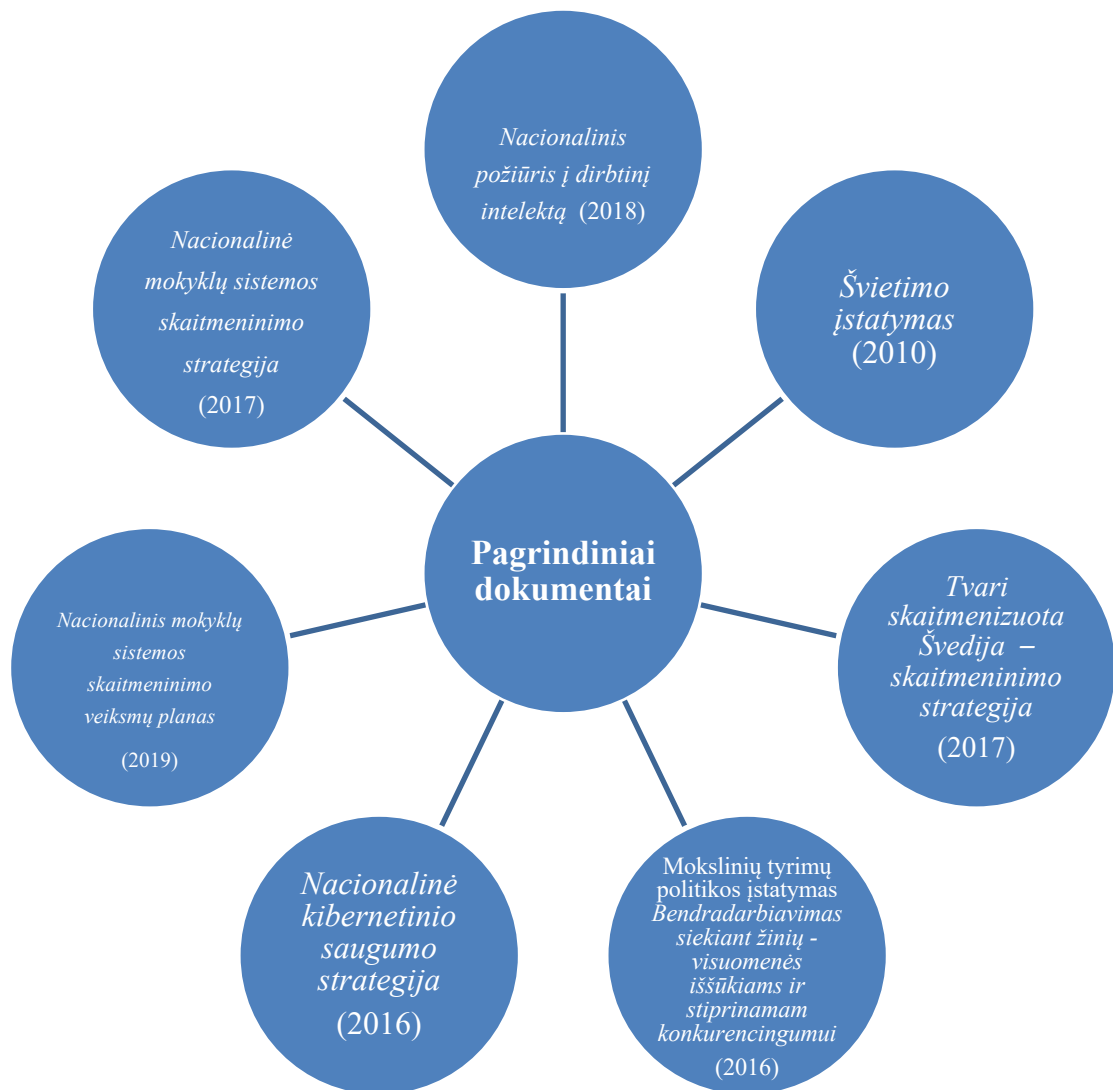 Nacionalinis
požiūris į dirbtinį
intelektą (2018)
Švietimo
įstatymas
(2010)
Tvari
skaitmenizuota
Švedija –
skaitmeninimo
strategija
(2017)
Mokslinių tyrimų
politikos įstatymas
Bendradarbiavimas
siekiant žinių -
visuomenės
iššūkiams ir
stiprinamam
konkurencingumui
(2016)
Nacionalinė
kibernetinio
saugumo
strategija
(2016)
Nacionalinis mokyklų
sistemos
skaitmeninimo
veiksmų planas
(2019)
Nacionalinė
mokyklų sistemos
skaitmeninimo
strategija
(2017)
Pagrindiniai
dokumentai